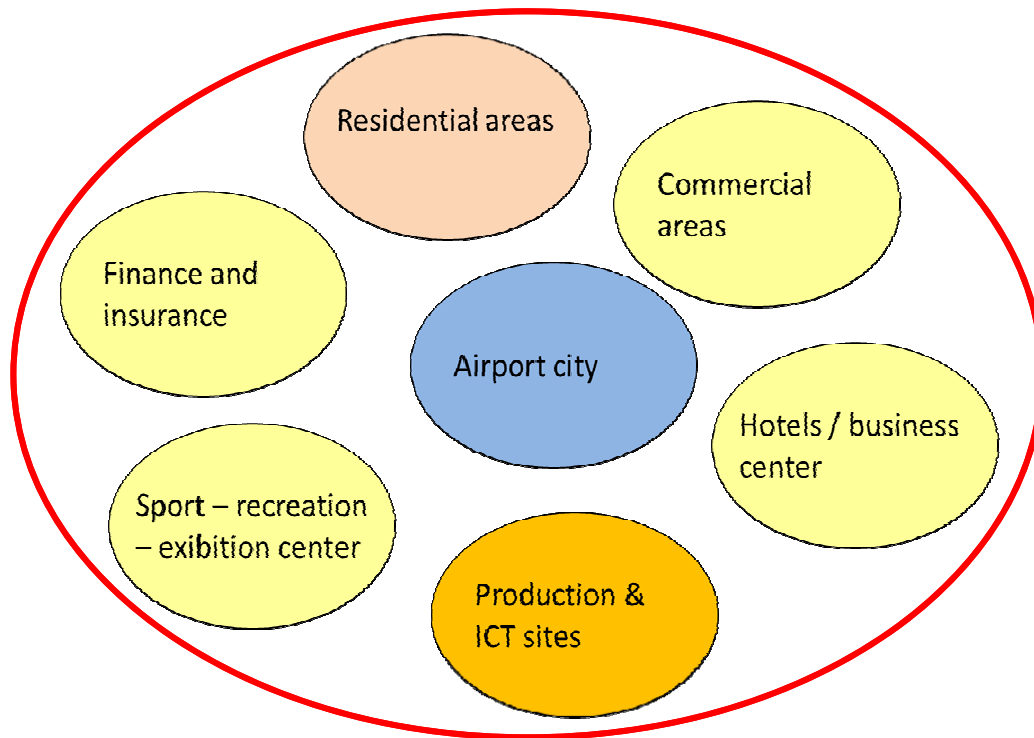 Residential areas
Commercial
areas
Finance and
insurance
Airport city
Hotels / business
center
Sport – recreation
– exibition center
Production &
ICT sites